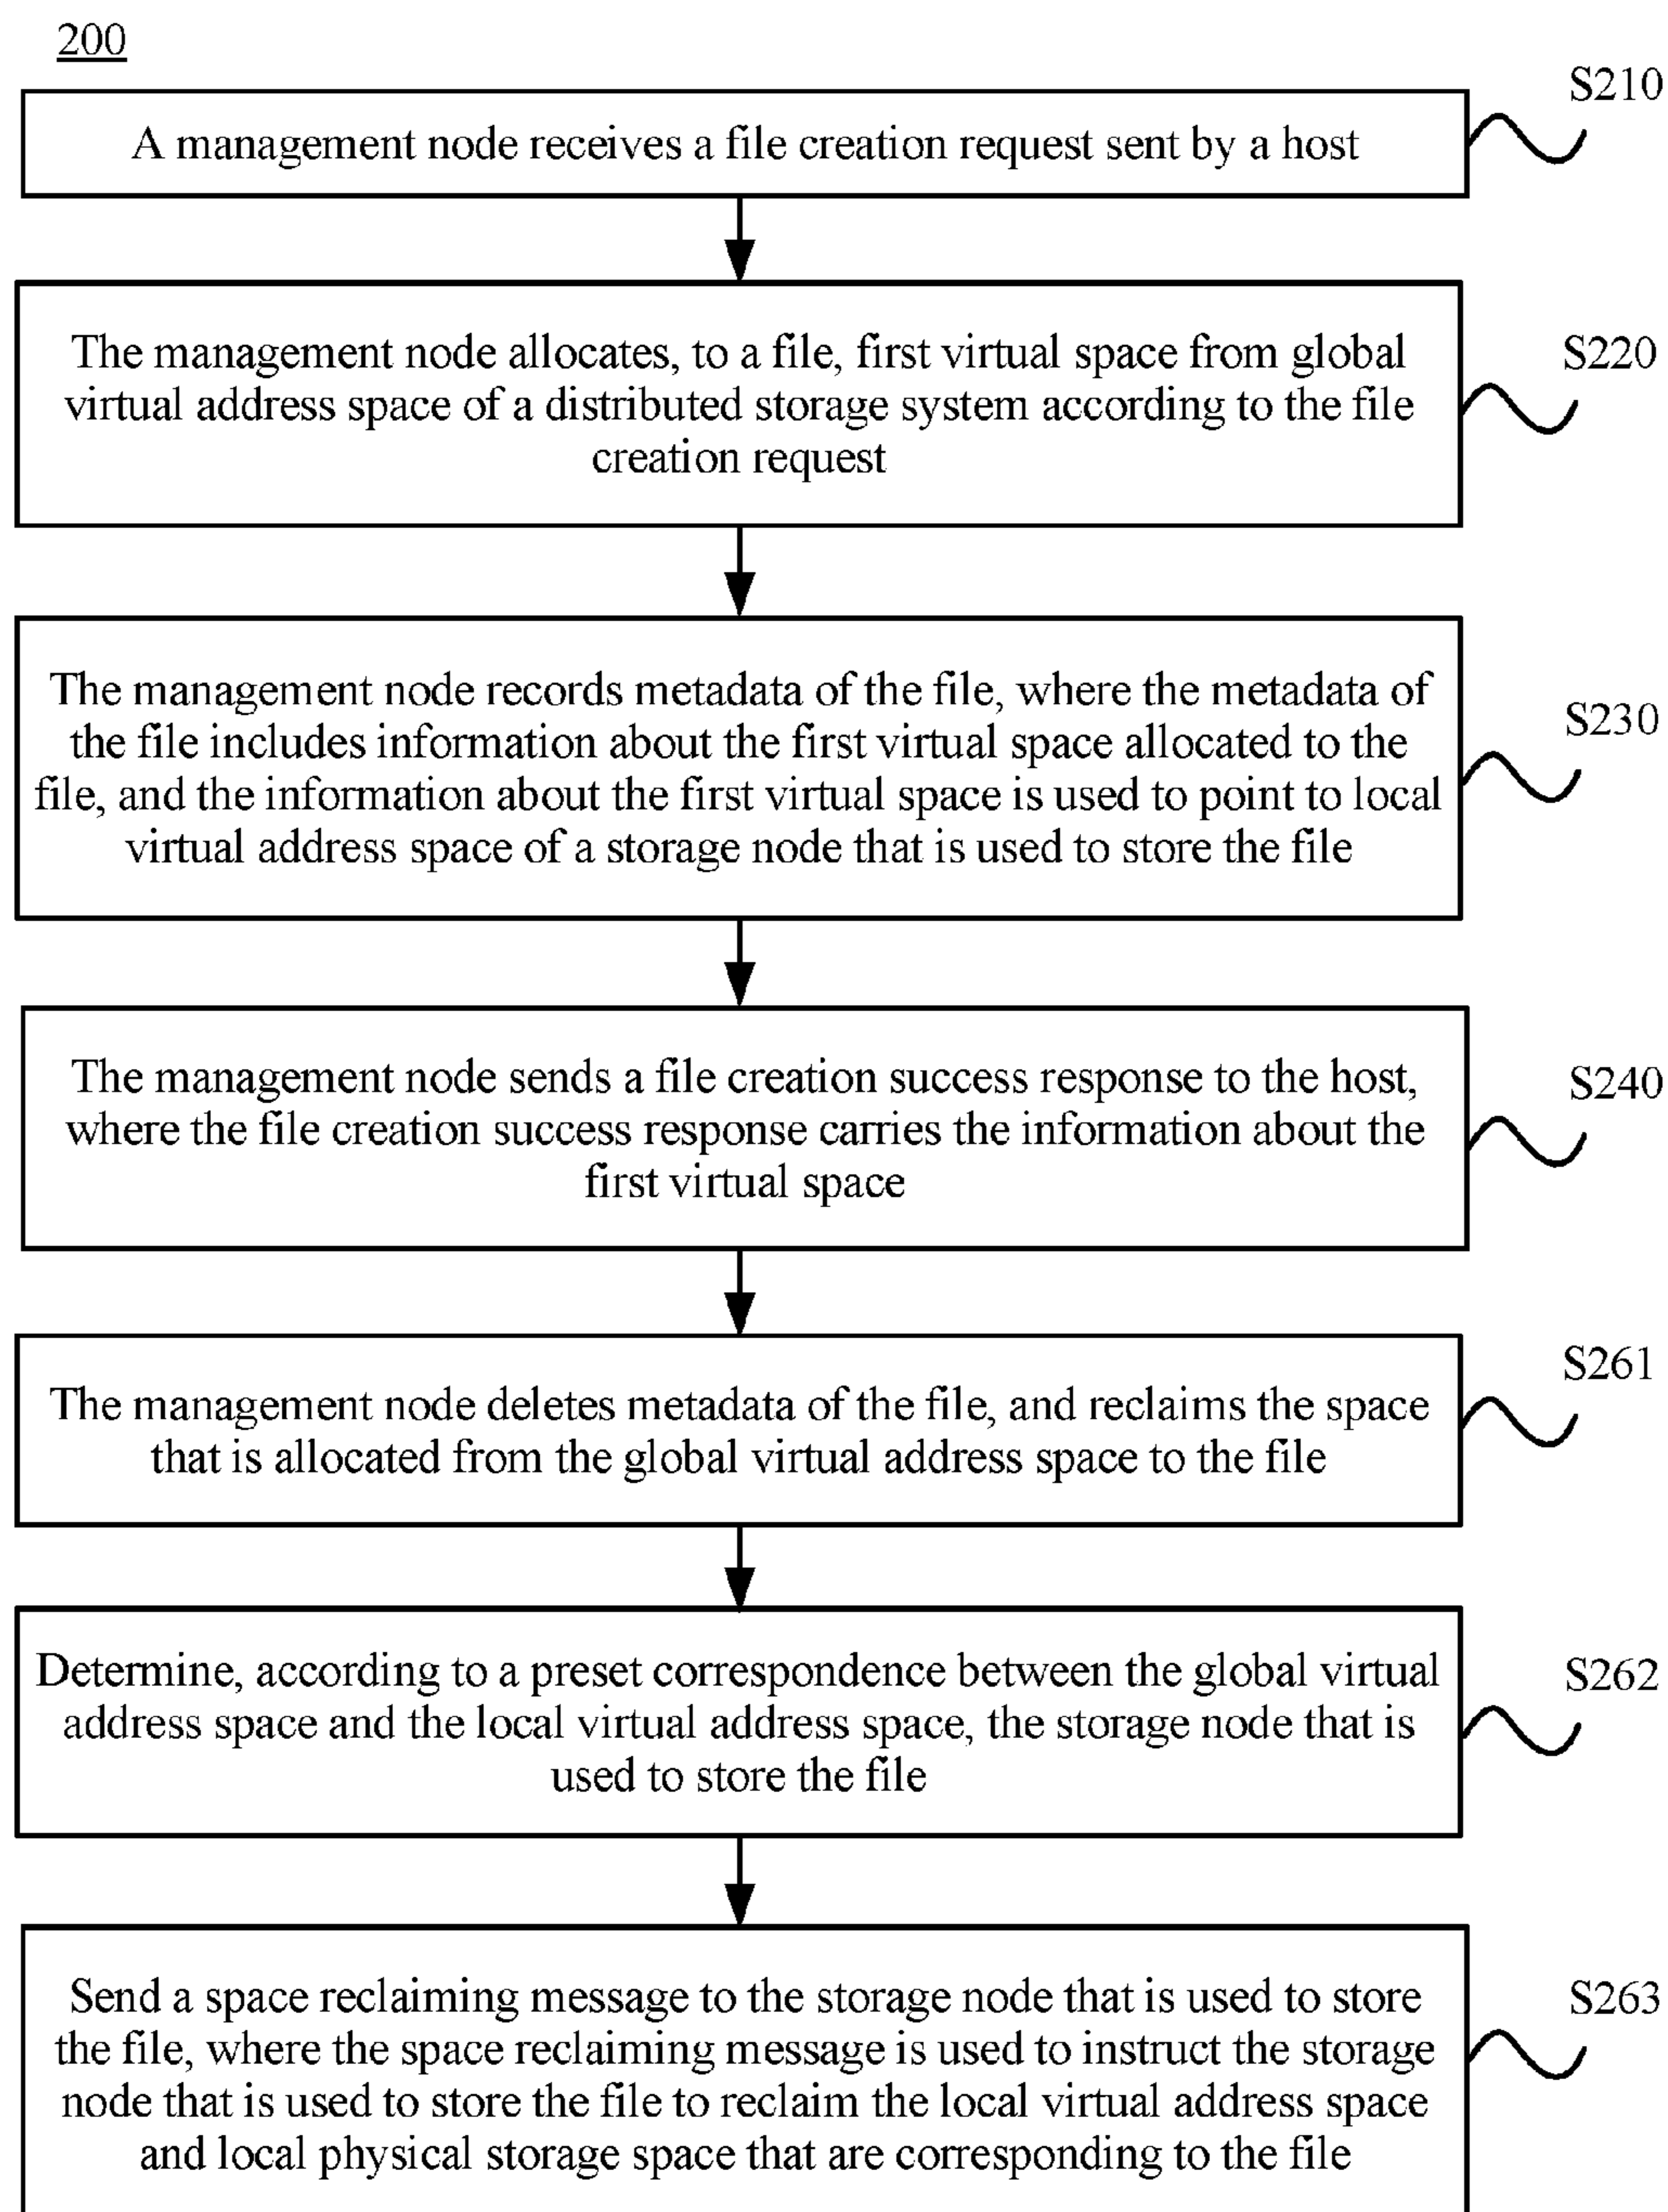 200
S210
A management node receives a file creation request sent by a host
S220
The management node allocates, to a file, first virtual space from global
virtual address space of a distributed storage system according to the file
creation request
S230
The management node records metadata of the file, where the metadata of
the file includes information about the first virtual space allocated to the
file, and the information about the first virtual space is used to point to local
virtual address space of a storage node that is used to store the file
S240
The management node sends a file creation success response to the host,
where the file creation success response carries the information about the
first virtual space
S261
The management node deletes metadata of the file, and reclaims the space
that is allocated from the global virtual address space to the file
S262
Determine, according to a preset correspondence between the global virtual
address space and the local virtual address space, the storage node that is
used to store the file
S263
Send a space reclaiming message to the storage node that is used to store
the file, where the space reclaiming message is used to instruct the storage
node that is used to store the file to reclaim the local virtual address space
and local physical storage space that are corresponding to the file